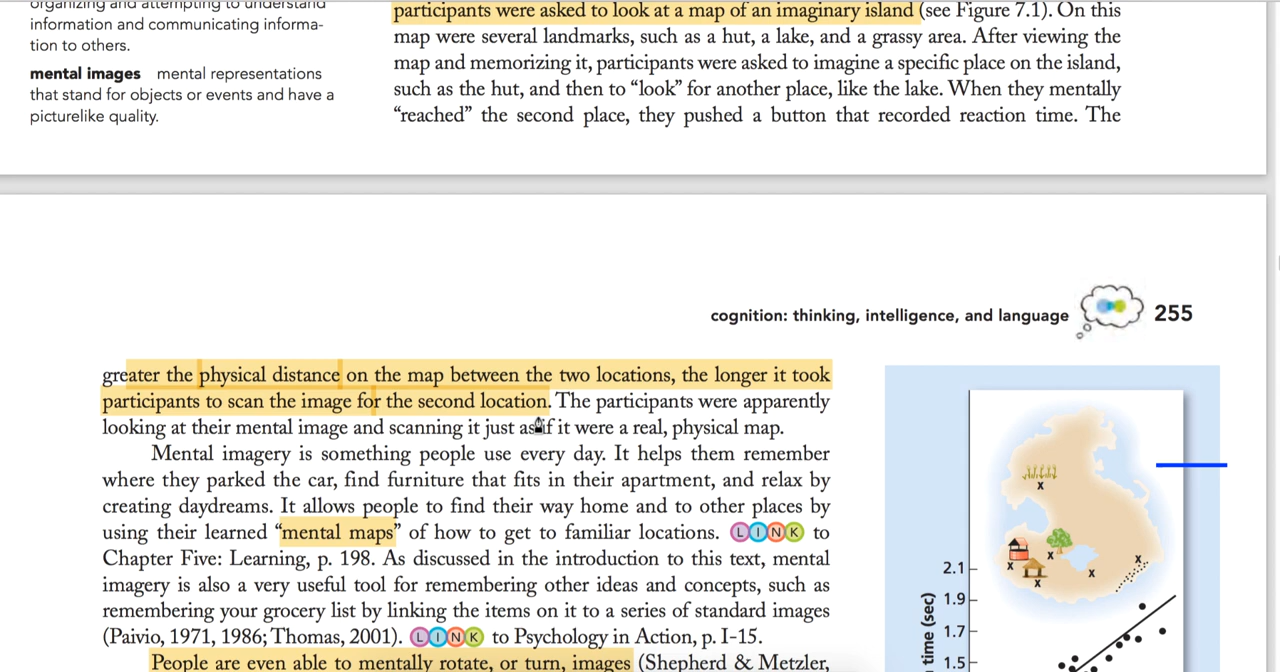 organizing and attempting to understand
information and communicating informa-
tion to others.
mental images mental representations
that stand for objects or events and have a
picturelike quality.
participants were asked to look at a map of an imaginary island (see Figure 7.1). On this
map were several landmarks, such as a hut, a lake, and a grassy area. After viewing the
map and memorizing it, participants were asked to imagine a specific place on the island,
such as the hut, and then to “look” for another place, like the lake. When they mentally
“reached” the second place, they pushed a button that recorded reaction time. The
cognition: thinking, intelligence, and language 255
greater the physical distance on the map between the two locations, the longer it took
participants to scan the image for the second location. The participants were apparently
looking at their mental image and scanning it just as if it were a real, physical map.
Mental imagery is something people use every day. It helps them remember
where they parked the car, find furniture that fits in their apartment, and relax by
creating daydreams. It allows people to find their way home and to other places by
using their learned “mental maps” of how to get to familiar locations. LINK to
Chapter Five: Learning, p. 198. As discussed in the introduction to this text, mental
imagery is also a very useful tool for remembering other ideas and concepts, such as
remembering your grocery list by linking the items on it to a series of standard images
(Paivio, 1971, 1986; Thomas, 2001). LINK to Psychology in Action, p. I-15.
People are even able to mentally rotate, or turn, images (Shepherd & Metzler,
x
x
x
x
x
x
2.1
1.9
1.7
1.5
time (sec)